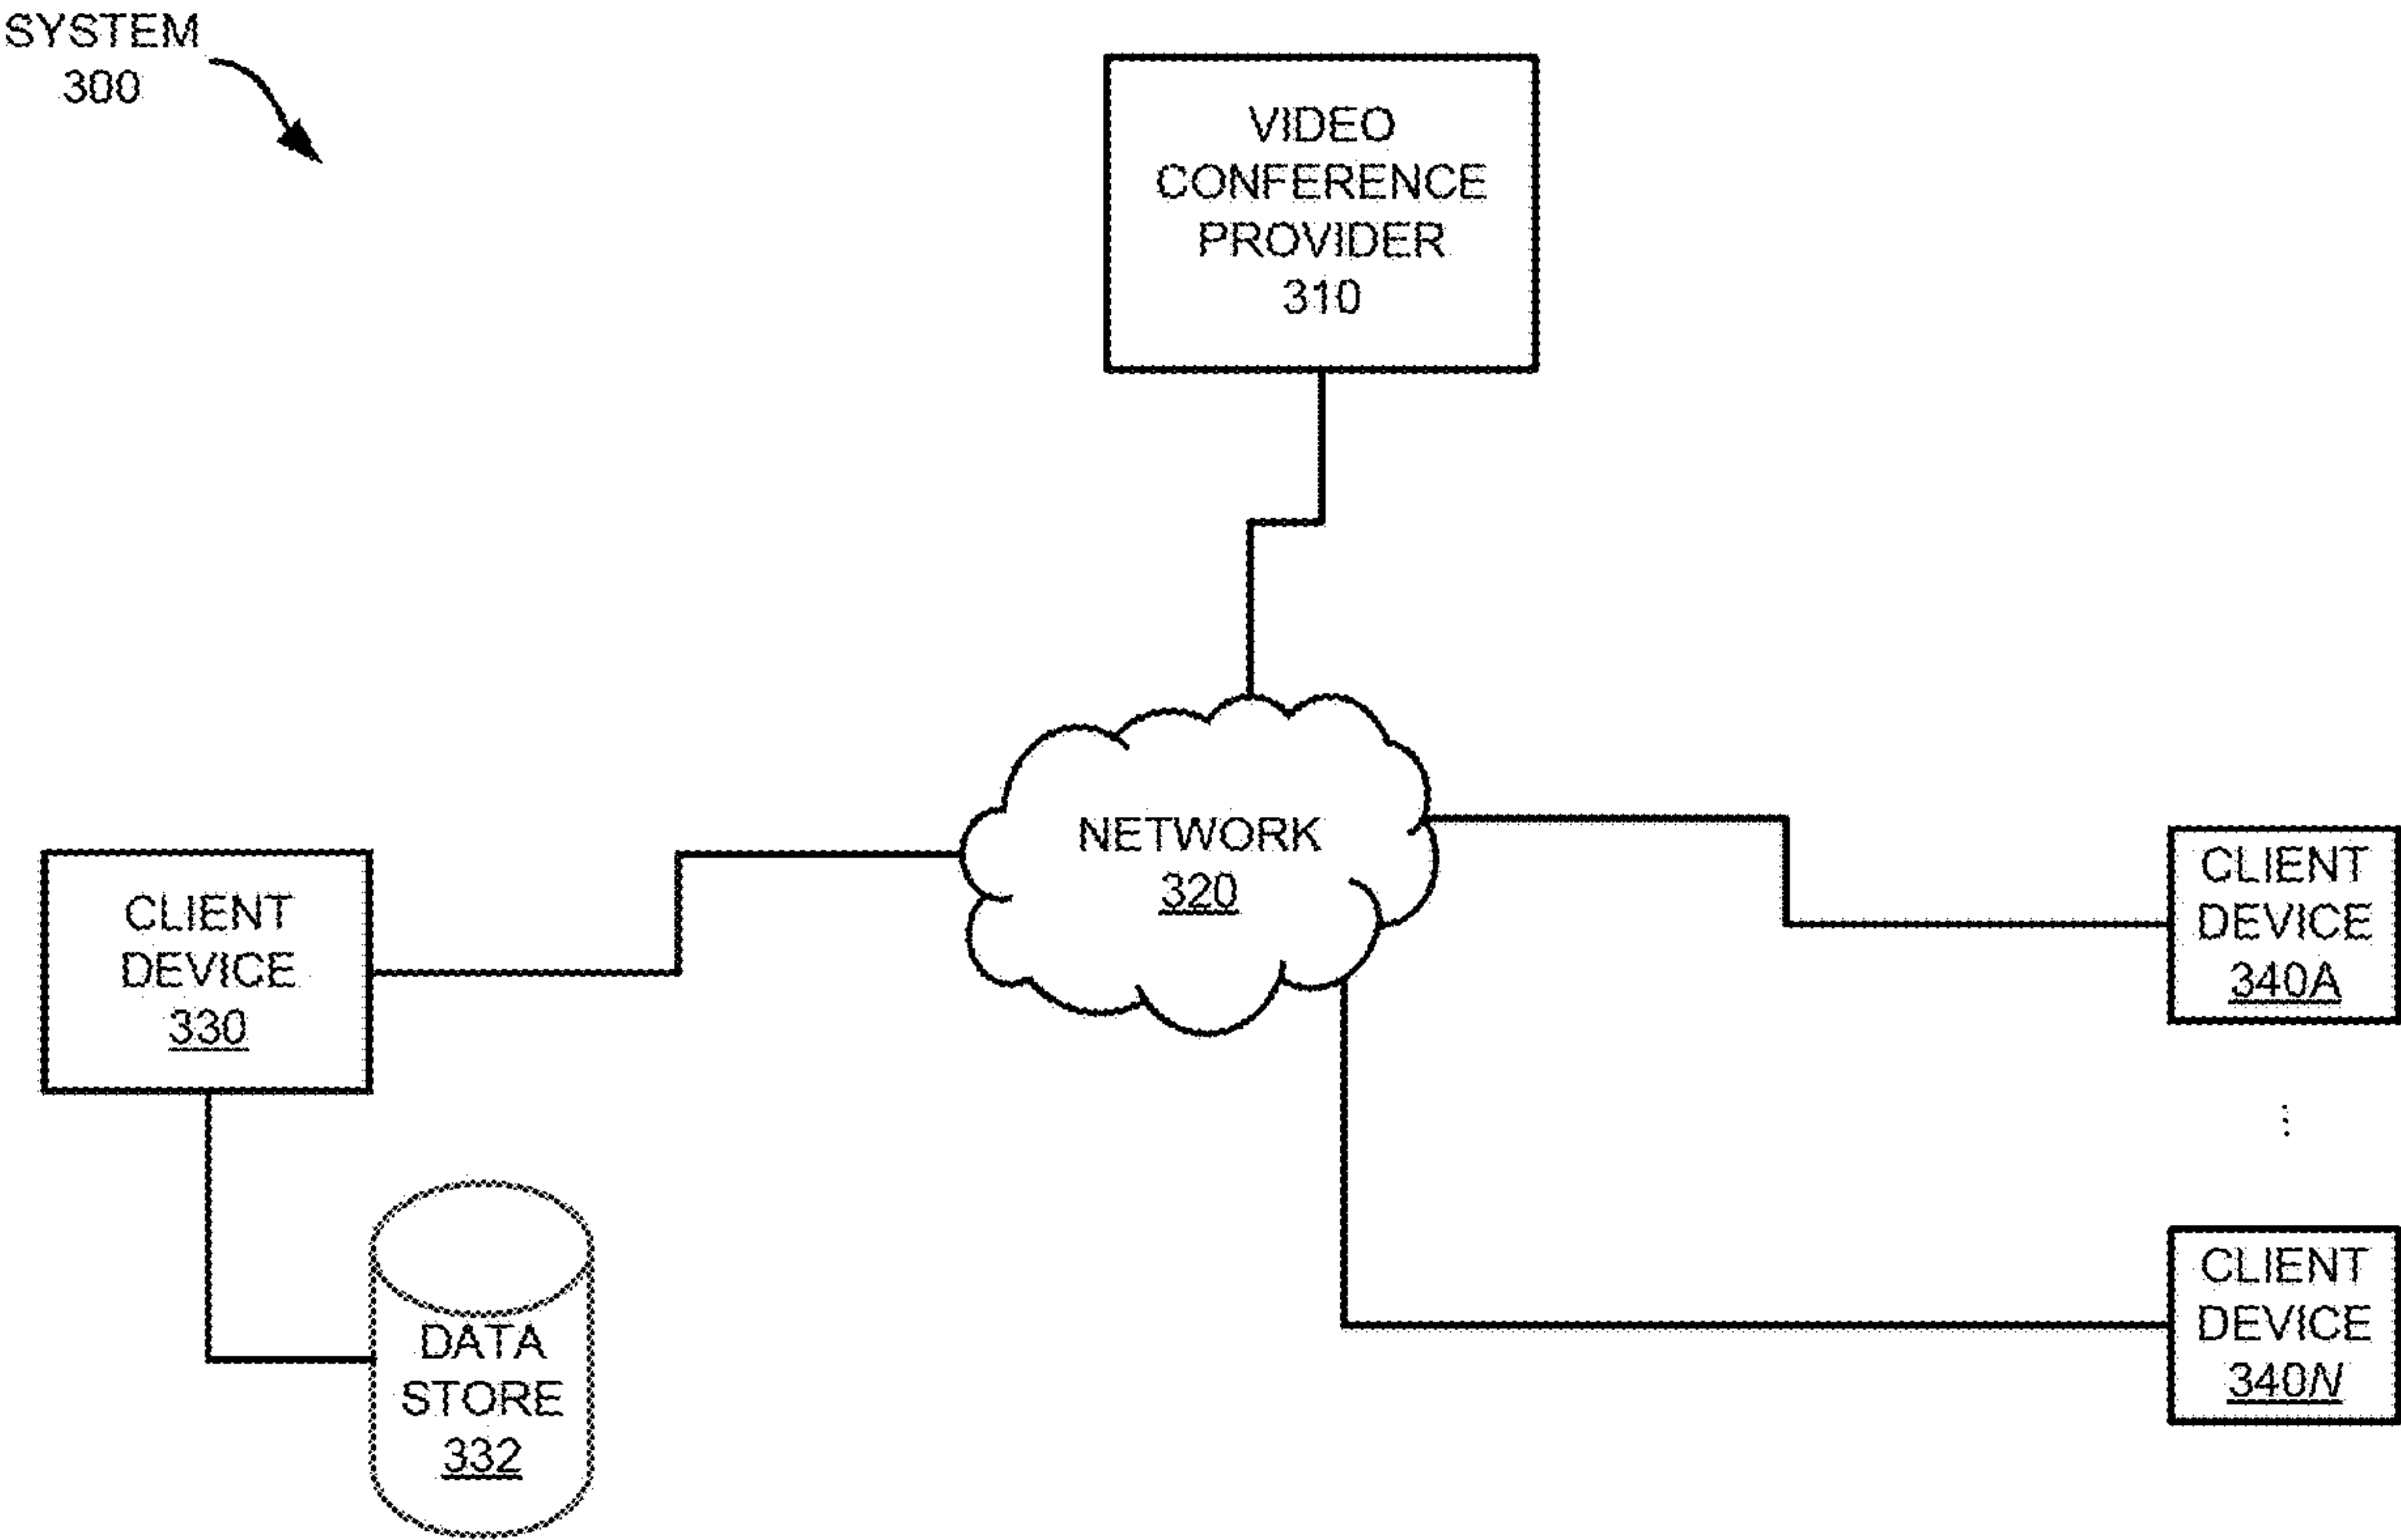 SYSTEM
300
VIDEO
CONFERENCE
PROVIDER
310
NETWORK
320
CLIENT
DEVICE
330
CLIENT
DEVICE
340A
⋮
DATA
STORE
332
CLIENT
DEVICE
340N